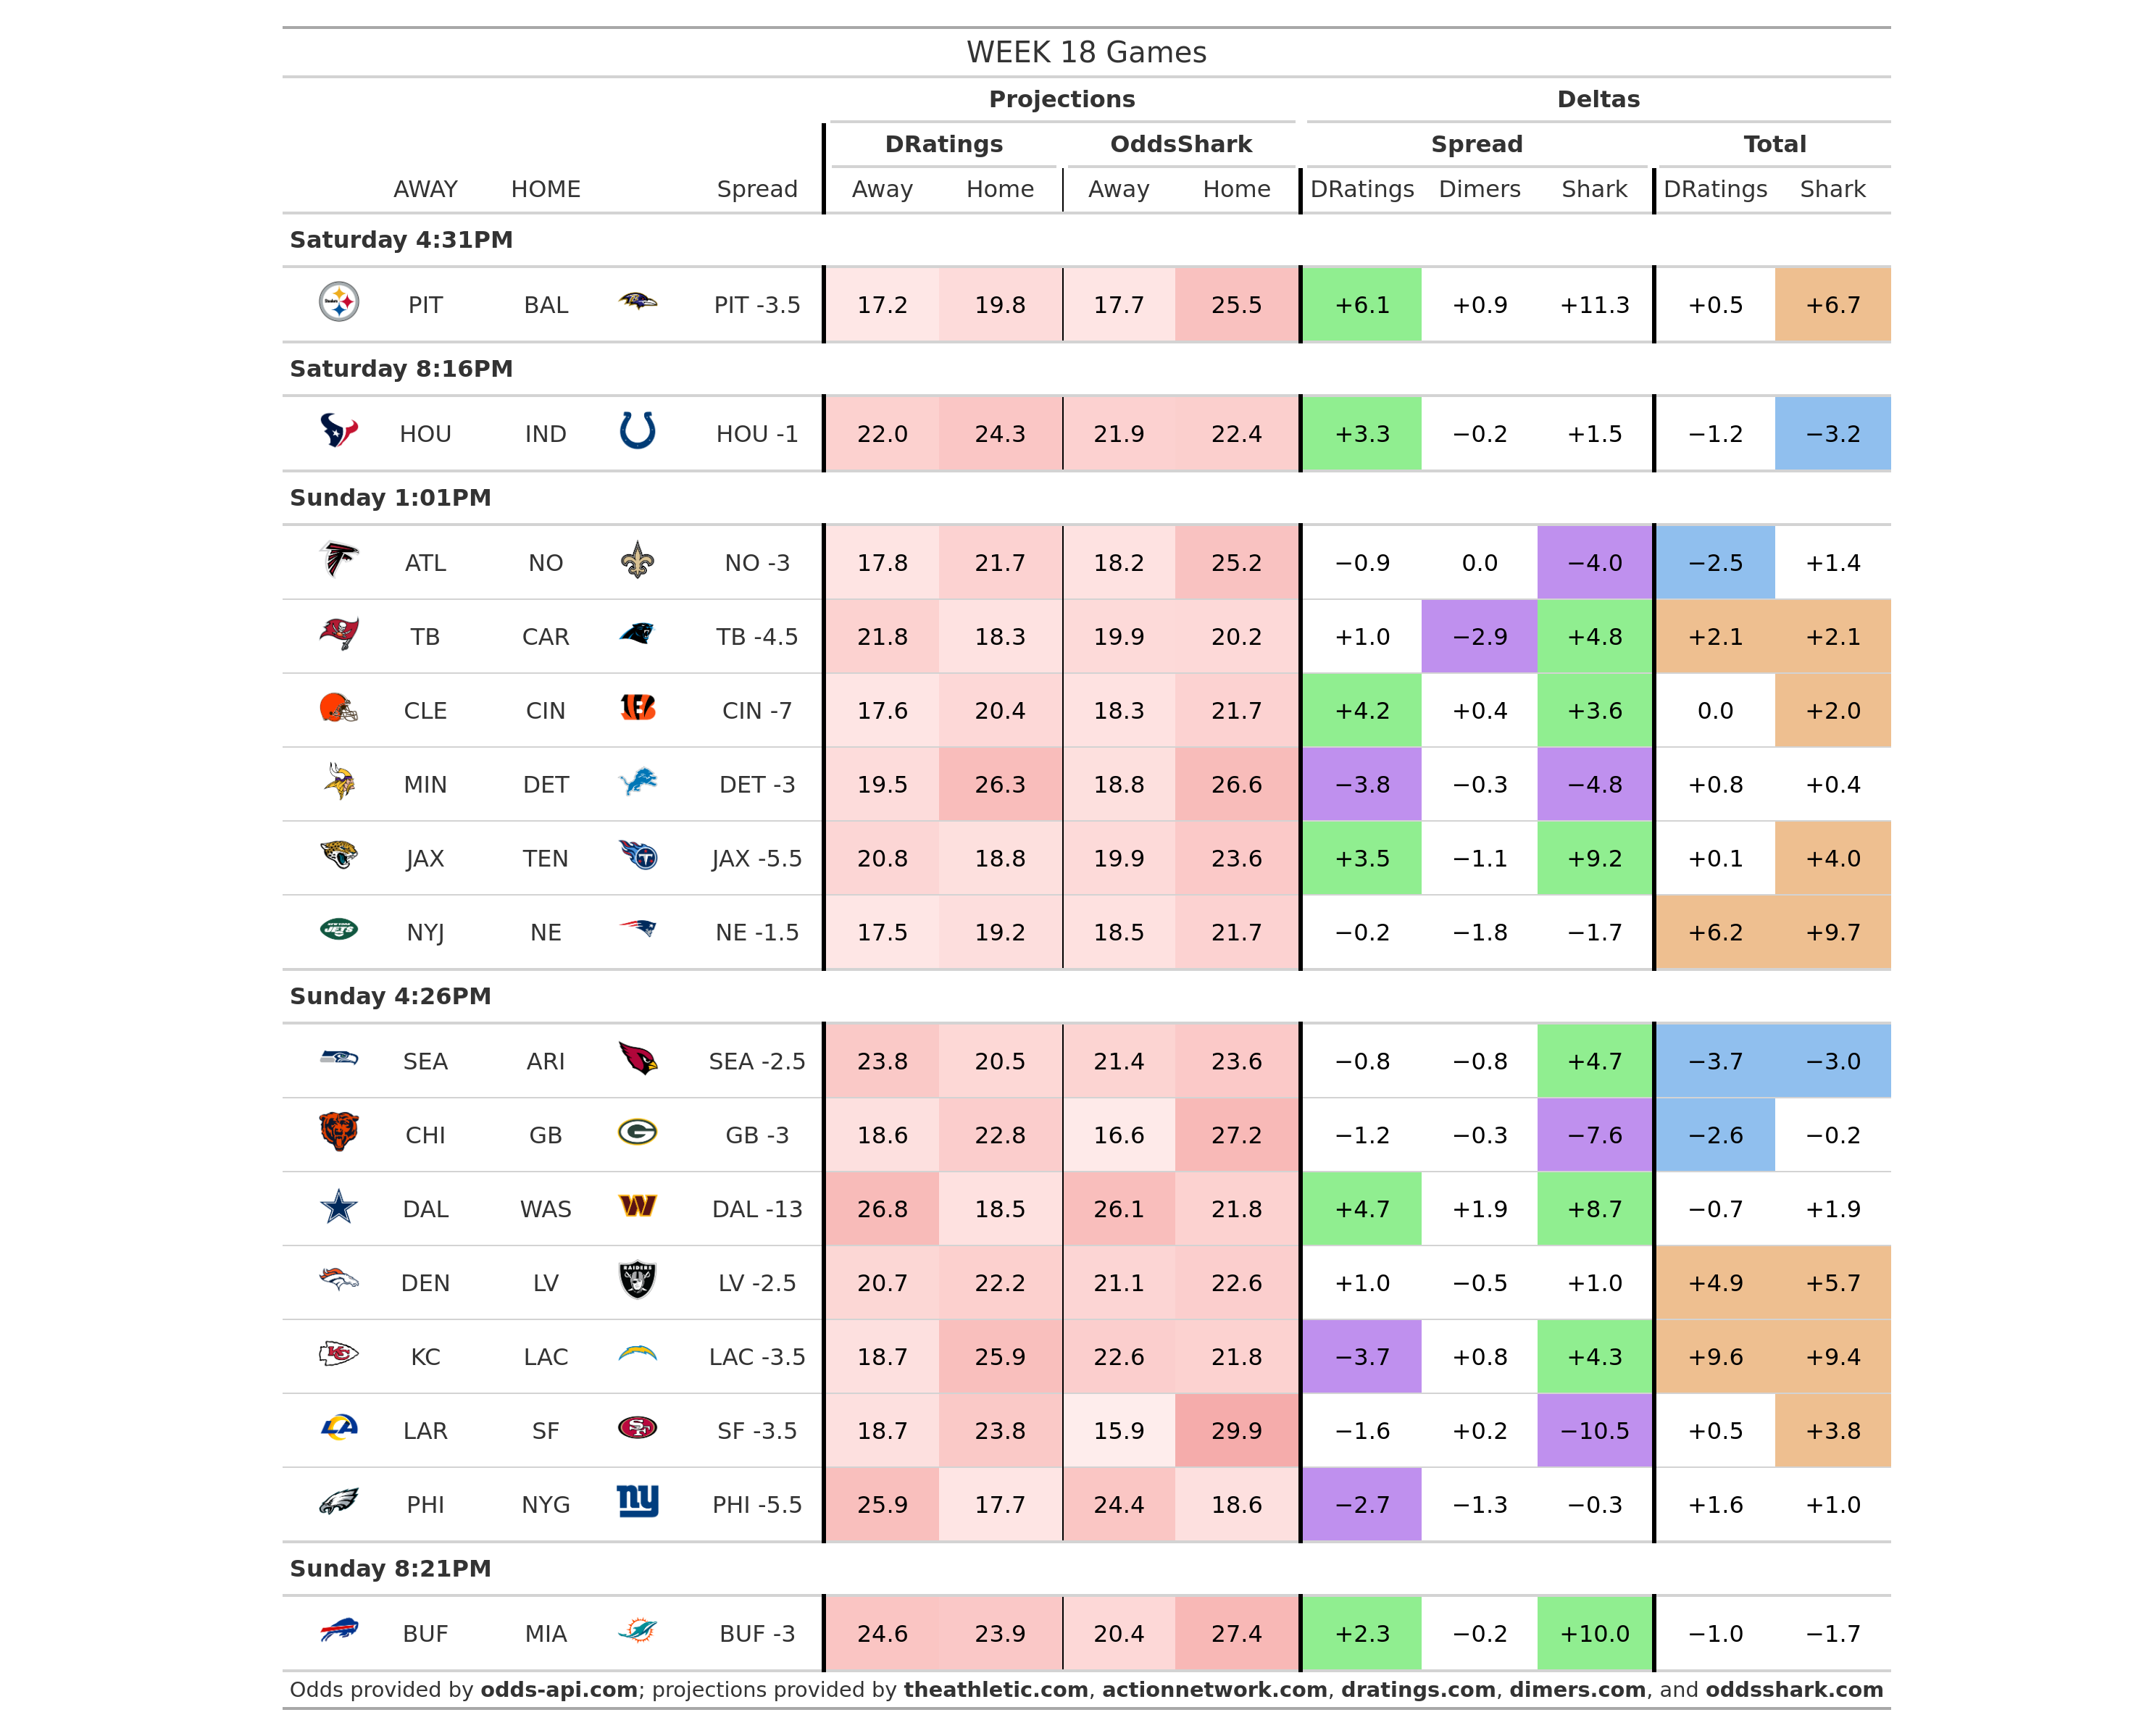 WEEK 18 Games
Projections Deltas
DRatings OddsShark Spread Total
AWAY HOME Spread Away Home Away Home DRatings Dimers Shark DRatings Shark
Saturday 4:31PM
PIT BAL PIT -3.5 17.2 19.8 17.7 25.5 +6.1 +0.9 +11.3 +0.5 +6.7
Saturday 8:16PM
HOU IND HOU -1 22.0 24.3 21.9 22.4 +3.3 −0.2 +1.5 −1.2 −3.2
Sunday 1:01PM
ATL NO NO -3 17.8 21.7 18.2 25.2 −0.9 0.0 −4.0 −2.5 +1.4
TB CAR TB -4.5 21.8 18.3 19.9 20.2 +1.0 −2.9 +4.8 +2.1 +2.1
CLE CIN CIN -7 17.6 20.4 18.3 21.7 +4.2 +0.4 +3.6 0.0 +2.0
MIN DET DET -3 19.5 26.3 18.8 26.6 −3.8 −0.3 −4.8 +0.8 +0.4
JAX TEN JAX -5.5 20.8 18.8 19.9 23.6 +3.5 −1.1 +9.2 +0.1 +4.0
NYJ NE NE -1.5 17.5 19.2 18.5 21.7 −0.2 −1.8 −1.7 +6.2 +9.7
Sunday 4:26PM
SEA ARI SEA -2.5 23.8 20.5 21.4 23.6 −0.8 −0.8 +4.7 −3.7 −3.0
CHI GB GB -3 18.6 22.8 16.6 27.2 −1.2 −0.3 −7.6 −2.6 −0.2
DAL WAS DAL -13 26.8 18.5 26.1 21.8 +4.7 +1.9 +8.7 −0.7 +1.9
DEN LV LV -2.5 20.7 22.2 21.1 22.6 +1.0 −0.5 +1.0 +4.9 +5.7
KC LAC LAC -3.5 18.7 25.9 22.6 21.8 −3.7 +0.8 +4.3 +9.6 +9.4
LAR SF SF -3.5 18.7 23.8 15.9 29.9 −1.6 +0.2 −10.5 +0.5 +3.8
PHI NYG PHI -5.5 25.9 17.7 24.4 18.6 −2.7 −1.3 −0.3 +1.6 +1.0
Sunday 8:21PM
BUF MIA BUF -3 24.6 23.9 20.4 27.4 +2.3 −0.2 +10.0 −1.0 −1.7
Odds provided by odds-api.com; projections provided by theathletic.com, actionnetwork.com, dratings.com, dimers.com, and oddsshark.com